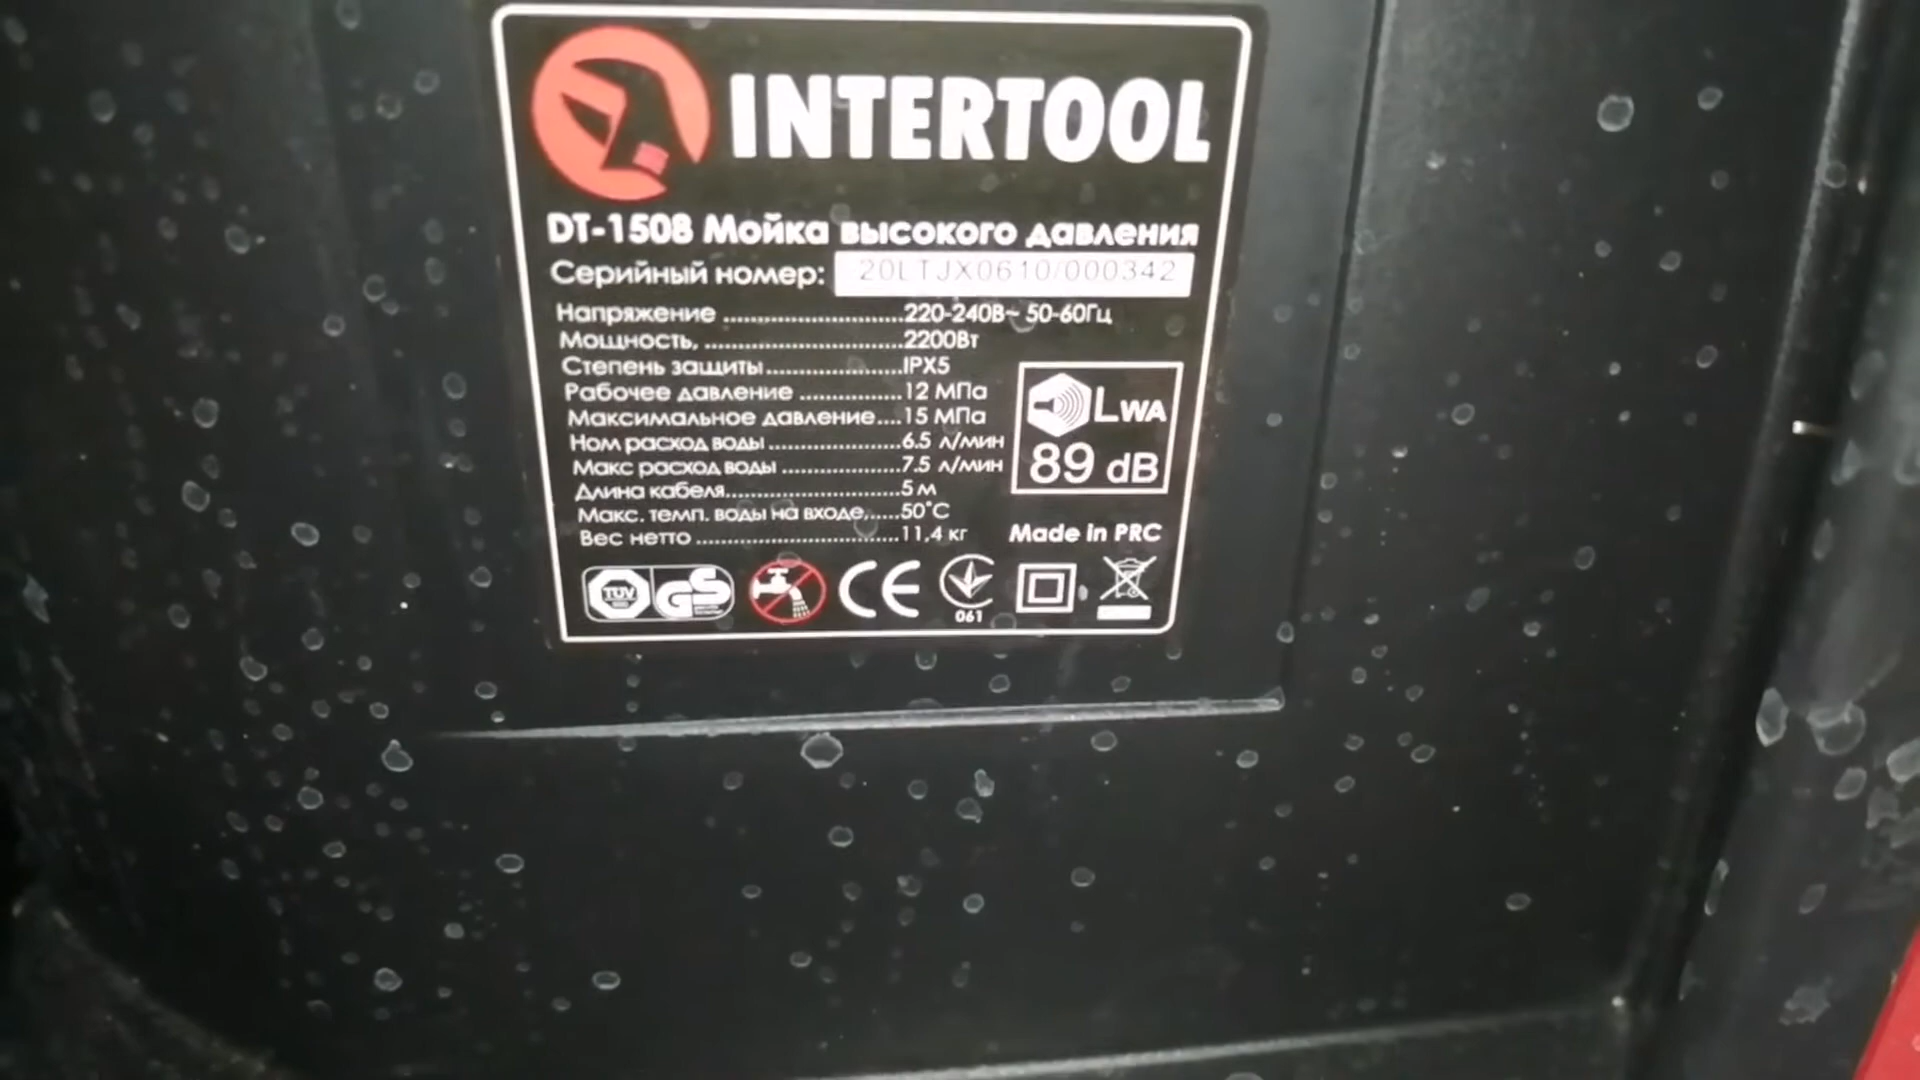 INTERTOOL
DT-1508 Мойка высокого давления
Серийный номер: 20LTJX0610/000342
Напряжение ........................220-240В~ 50-60Гц
Мощность, ..........................2200Вт
Степень защиты..................IPX5
Рабочее давление ..............12 МПа
Максимальное давление....15 МПа
Ном расход воды .................6.5 л/мин
Макс расход воды ...............7.5 л/мин
Длина кабеля......................5 м
Макс. темп. воды на входе.....50°C
Вес нетто ............................11,4 кг
LWA
89 dB
Made in PRC
TUV GS CE
061